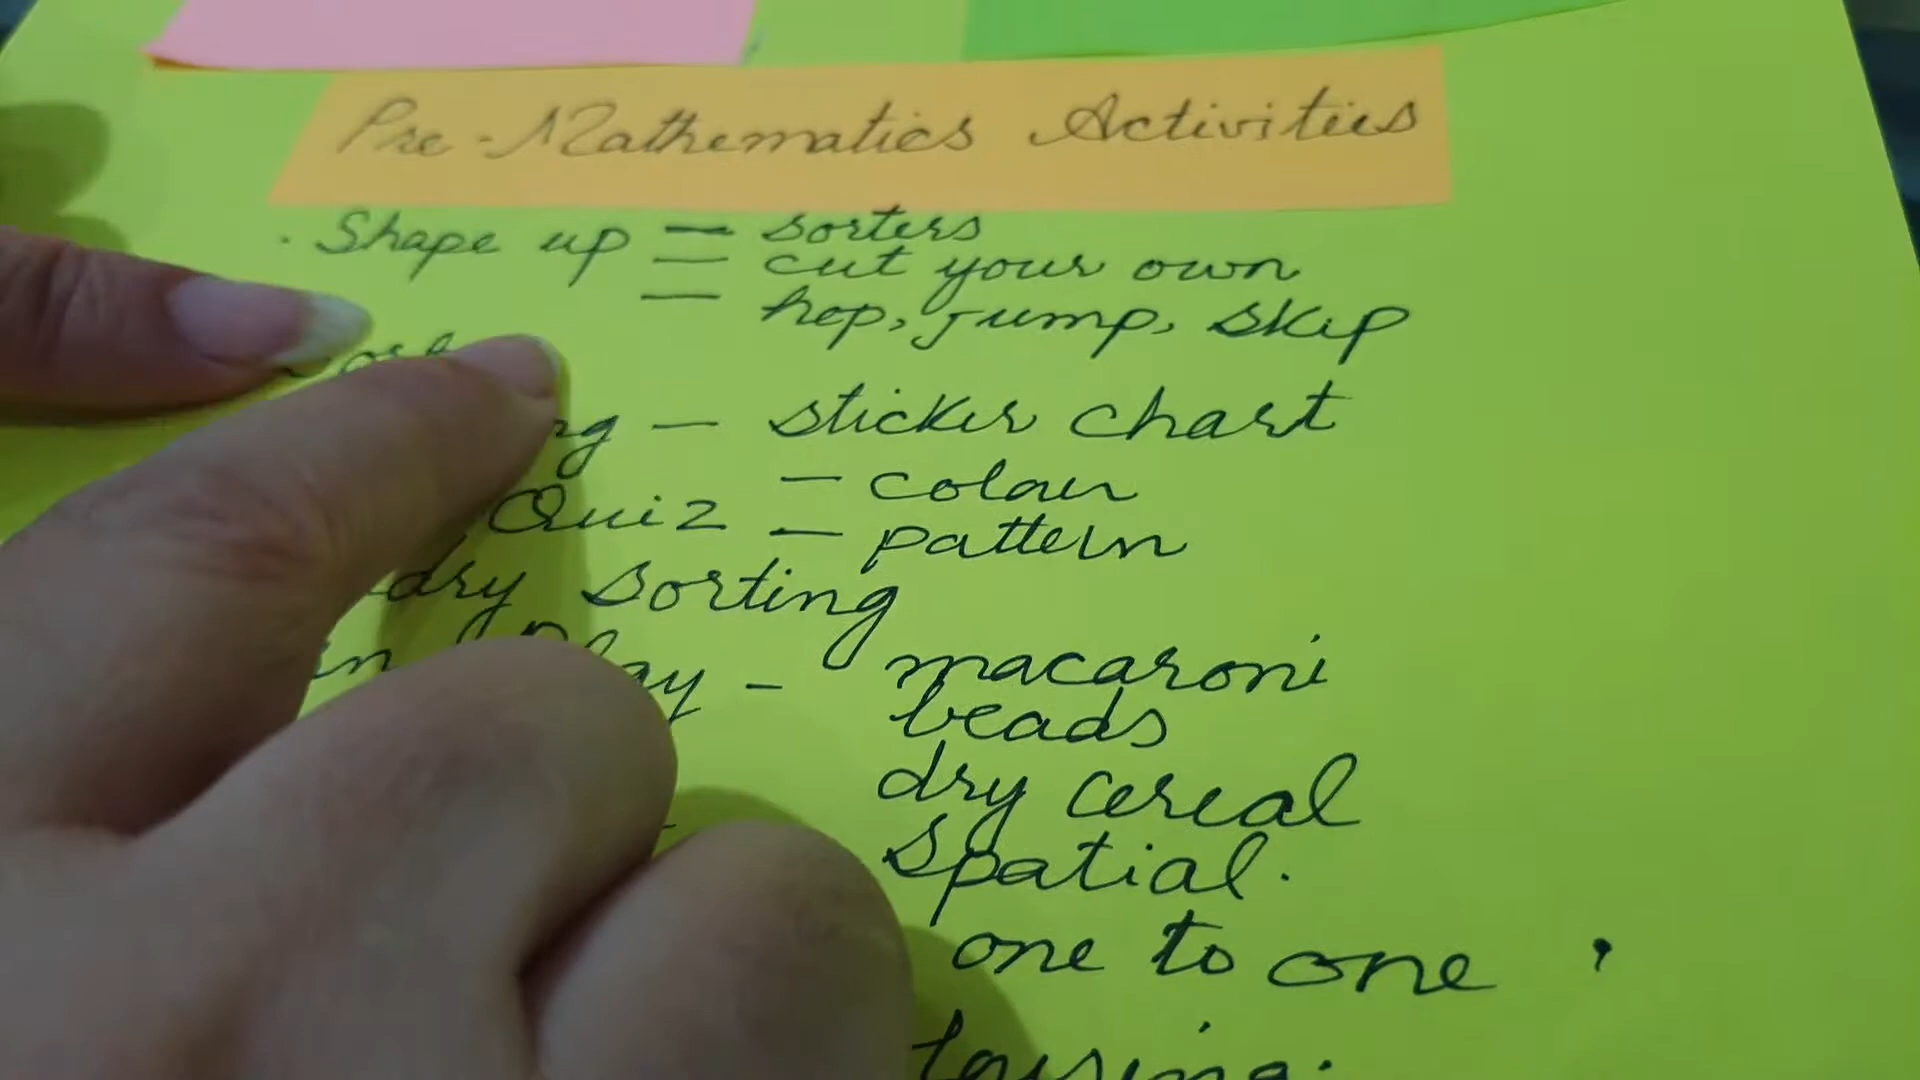 Pre-Mathematics Activities
. Shape up - sorters
- cut your own
- hop, jump, skip
- sticker chart
Quiz - colour
- pattern
sorting
- macaroni
beads
dry cereal
spatial.
one to one